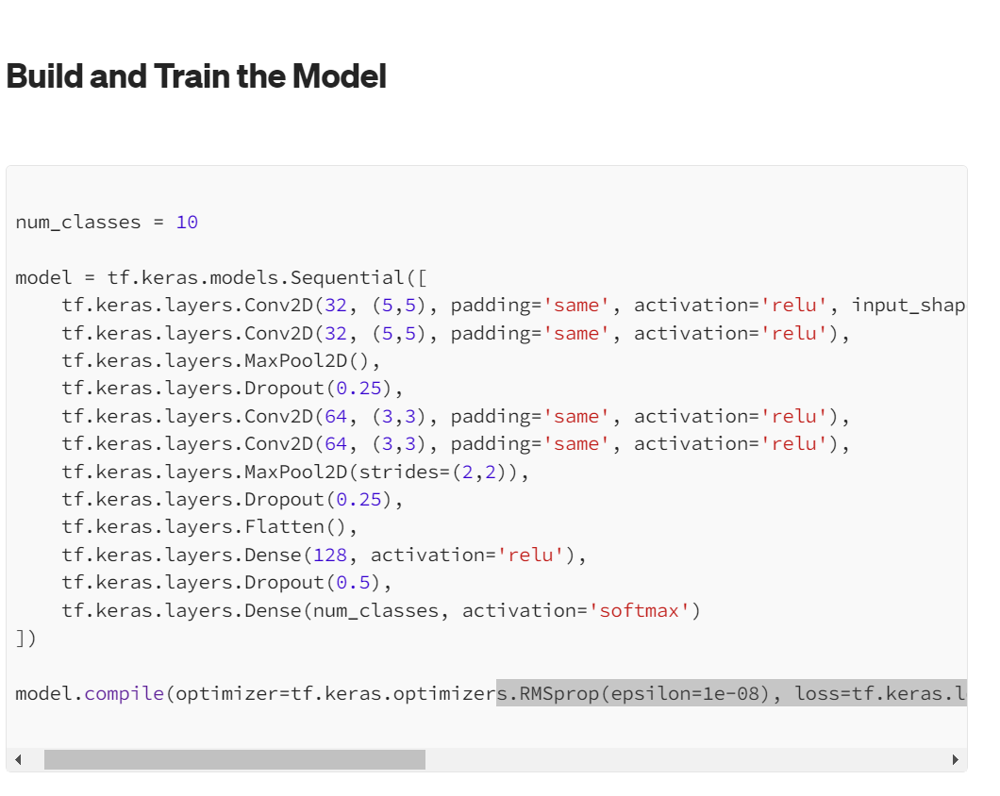 Build and Train the Model
num_classes = 10
model = tf.keras.models.Sequential([
    tf.keras.layers.Conv2D(32, (5,5), padding='same', activation='relu', input_shap
    tf.keras.layers.Conv2D(32, (5,5), padding='same', activation='relu'),
    tf.keras.layers.MaxPool2D(),
    tf.keras.layers.Dropout(0.25),
    tf.keras.layers.Conv2D(64, (3,3), padding='same', activation='relu'),
    tf.keras.layers.Conv2D(64, (3,3), padding='same', activation='relu'),
    tf.keras.layers.MaxPool2D(strides=(2,2)),
    tf.keras.layers.Dropout(0.25),
    tf.keras.layers.Flatten(),
    tf.keras.layers.Dense(128, activation='relu'),
    tf.keras.layers.Dropout(0.5),
    tf.keras.layers.Dense(num_classes, activation='softmax')
])
model.compile(optimizer=tf.keras.optimizers.RMSprop(epsilon=1e-08), loss=tf.keras.l